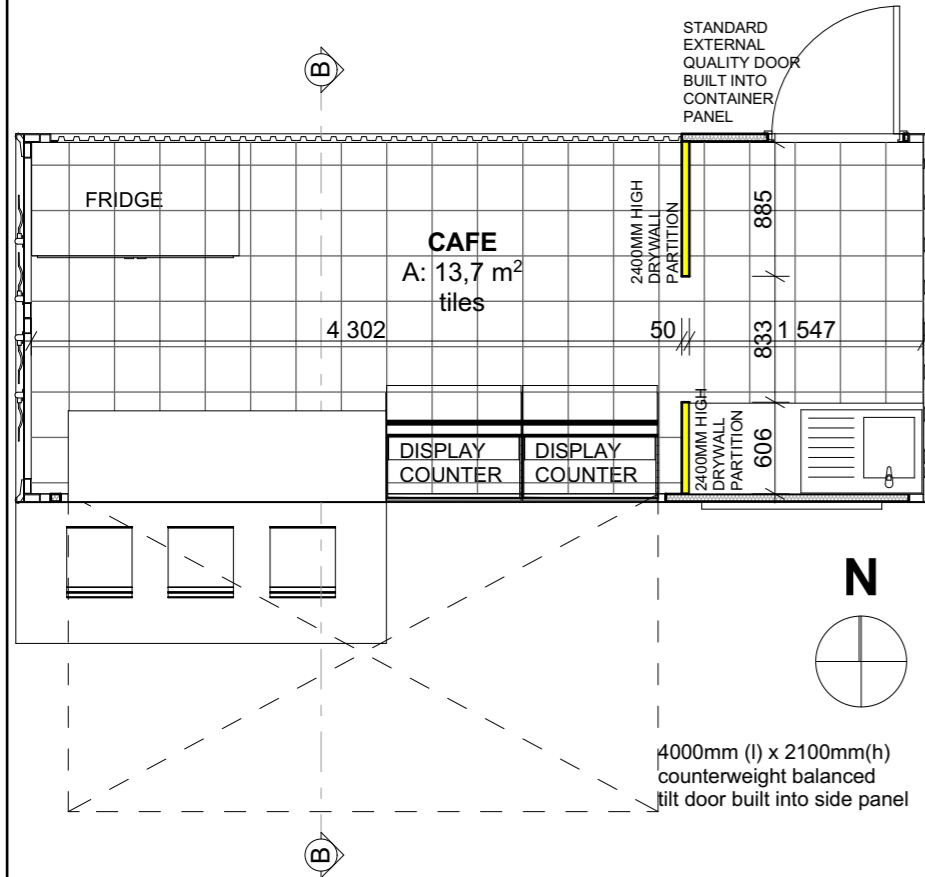 STANDARD
EXTERNAL
QUALITY DOOR
BUILT INTO
CONTAINER
PANEL
B
FRIDGE
CAFE
A: 13,7 m²
tiles
2400MM HIGH
DRYWALL
PARTITION
885
4 302
50
833
1 547
DISPLAY
COUNTER
DISPLAY
COUNTER
2400MM HIGH
DRYWALL
PARTITION
606
N
4000mm (l) x 2100mm(h)
counterweight balanced
tilt door built into side panel
B